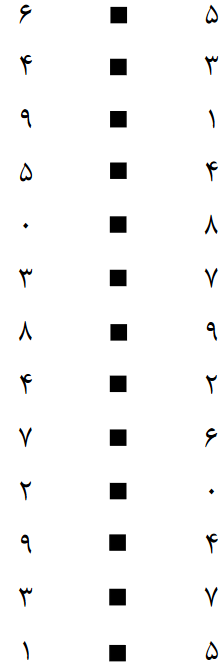 ۶ ■ ۵
۴ ■ ۳
۹ ■ ۱
۵ ■ ۴
۰ ■ ۸
۳ ■ ۷
۸ ■ ۹
۴ ■ ۲
۷ ■ ۶
۲ ■ ۰
۹ ■ ۴
۳ ■ ۷
۱ ■ ۵